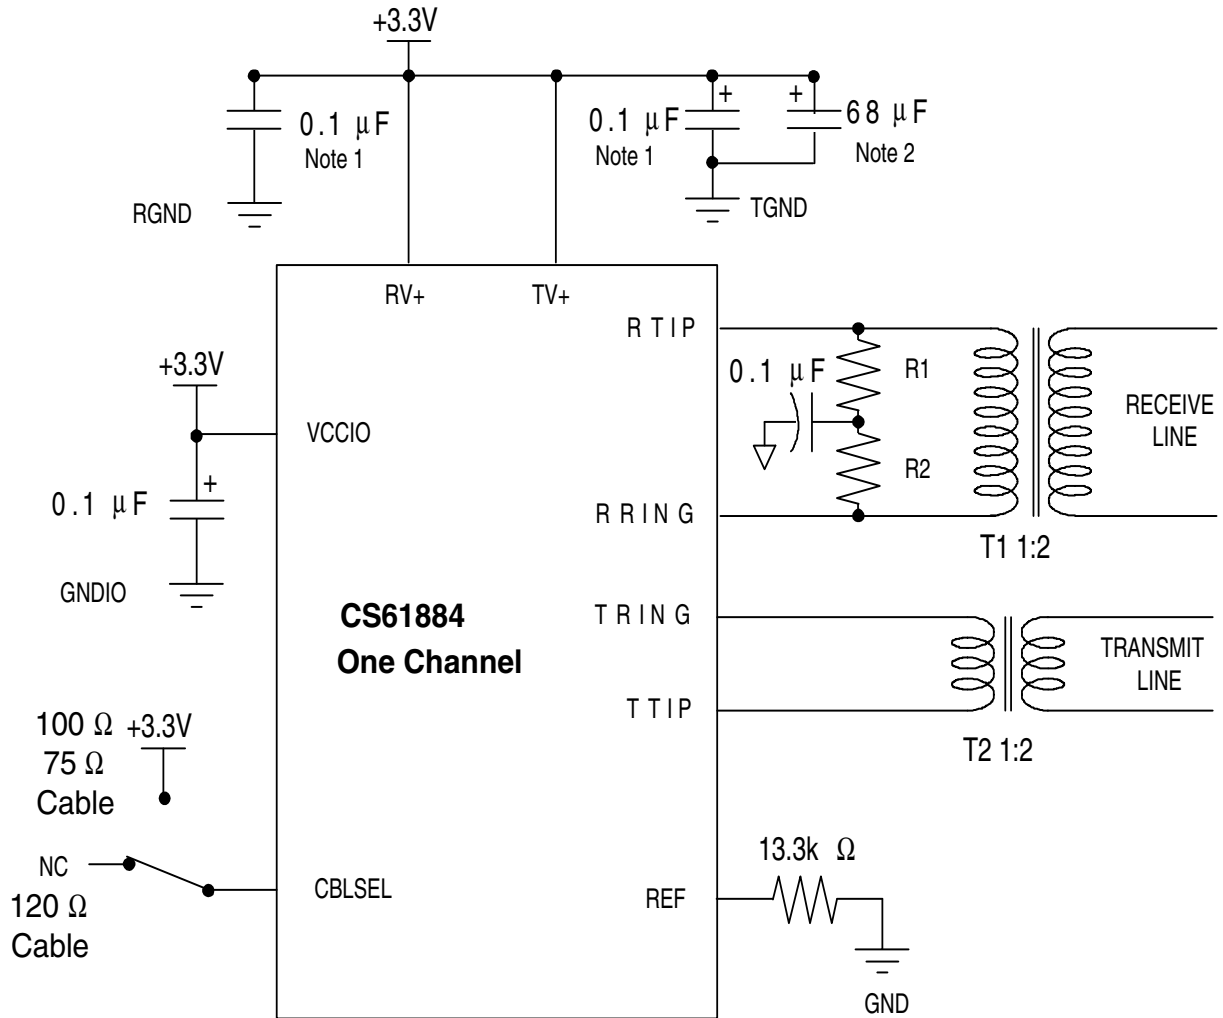 +3.3V
0.1 μF
Note 1
0.1 μF
Note 1
+
+
68 μF
Note 2
RGND
TGND
RV+
TV+
RTIP
+3.3V
VCCIO
0.1 μF
R1
RECEIVE
LINE
R2
+
0.1 μF
RRING
T1 1:2
GNDIO
CS61884
One Channel
TRING
TRANSMIT
LINE
TTIP
T2 1:2
100 Ω
75 Ω
Cable
+3.3V
NC
120 Ω
Cable
CBLSEL
13.3k Ω
REF
GND